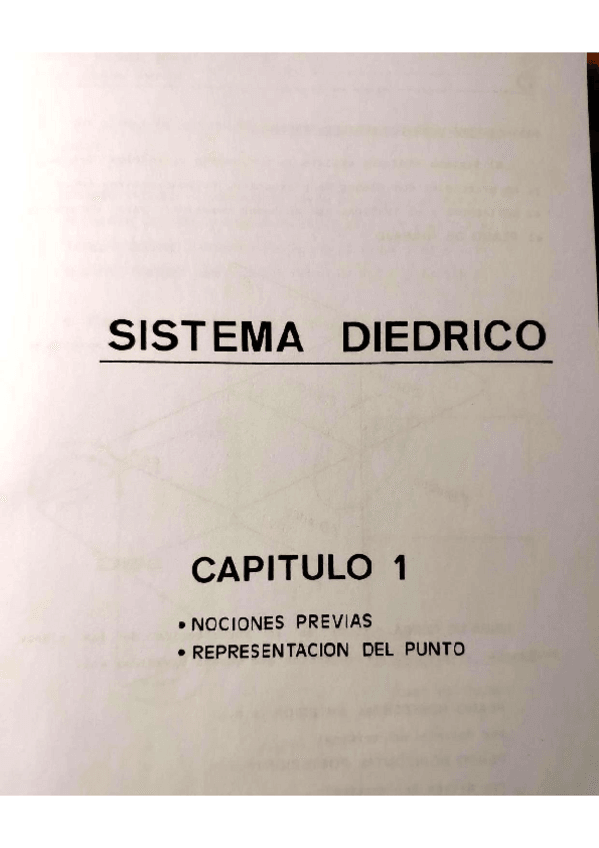 SISTEMA DIEDRICO
CAPITULO 1
• NOCIONES PREVIAS
• REPRESENTACION DEL PUNTO